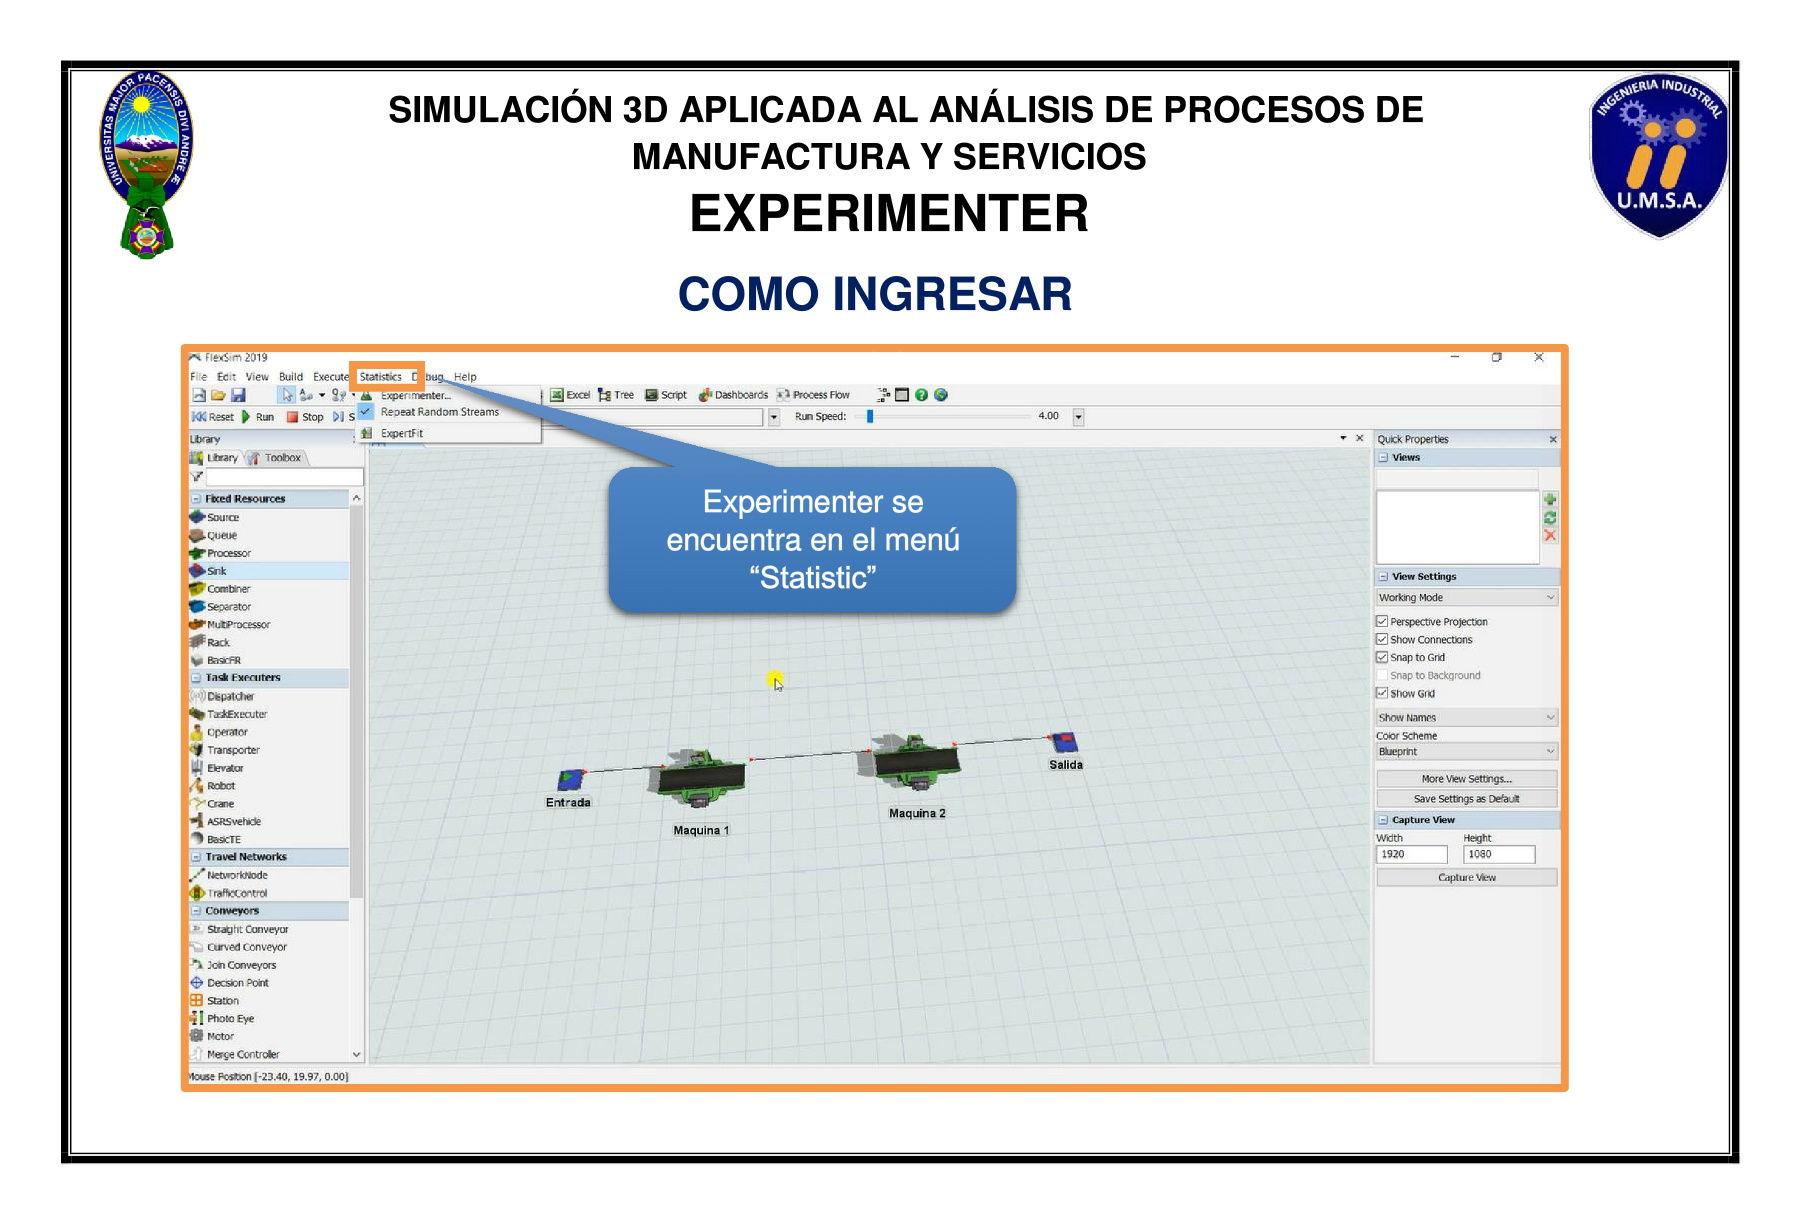 UNIVERSITAS MAJOR PACENSIS DIVI ANDRE Æ
SIMULACIÓN 3D APLICADA AL ANÁLISIS DE PROCESOS DE
MANUFACTURA Y SERVICIOS
EXPERIMENTER
INGENIERIA INDUSTRIAL
U.M.S.A.
COMO INGRESAR
FlexSim 2019
File Edit View Build Execute Statistics Debug Help
Experimenter...
Excel Tree Script Dashboards Process Flow
Reset Run Stop S
Repeat Random Streams
Run Speed: 4.00
ExpertFit
Library
Library Toolbox
Fixed Resources
Source
Queue
Processor
Sink
Combiner
Separator
MultiProcessor
Rack
BasicFR
Task Executers
Dispatcher
TaskExecuter
Operator
Transporter
Elevator
Robot
Crane
ASRSvehicle
BasicTE
Travel Networks
NetworkNode
TrafficControl
Conveyors
Straight Conveyor
Curved Conveyor
Join Conveyors
Decision Point
Station
Photo Eye
Motor
Merge Controller
Mouse Position [-23.40, 19.97, 0.00]
Experimenter se
encuentra en el menú
“Statistic”
Entrada
Maquina 1
Maquina 2
Salida
Quick Properties
Views
View Settings
Working Mode
Perspective Projection
Show Connections
Snap to Grid
Snap to Background
Show Grid
Show Names
Color Scheme
Blueprint
More View Settings...
Save Settings as Default
Capture View
Width Height
1920 1080
Capture View